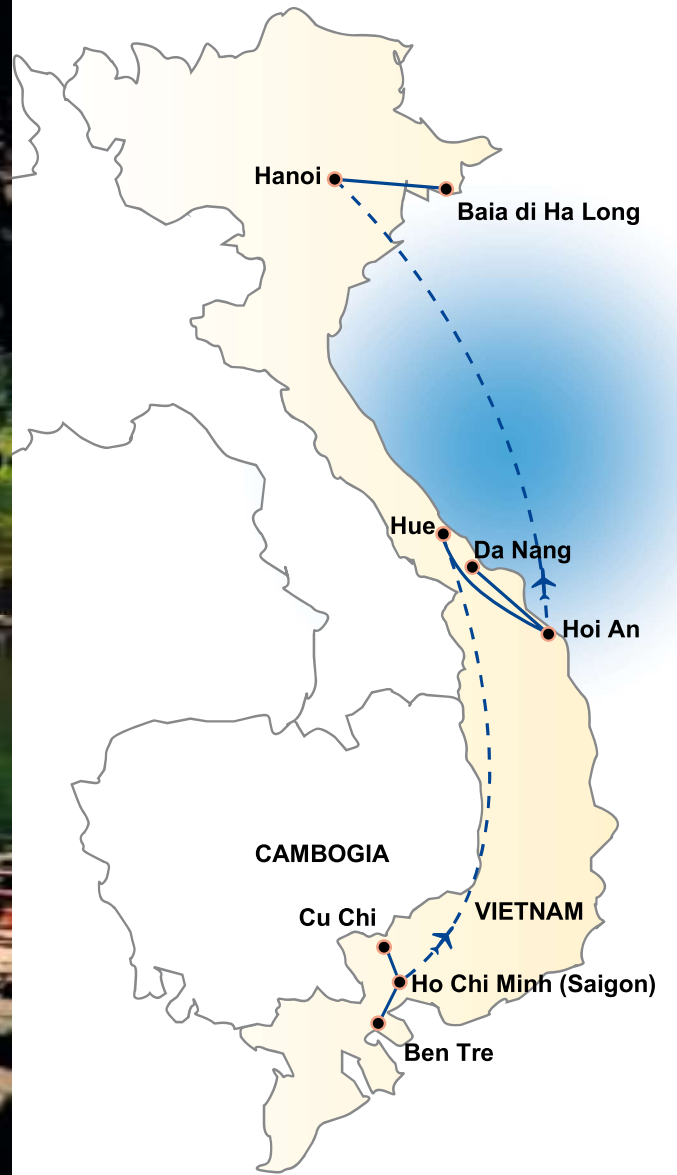 Hanoi
Baia di Ha Long
Hue
Da Nang
Hoi An
CAMBOGIA
VIETNAM
Cu Chi
Ho Chi Minh (Saigon)
Ben Tre